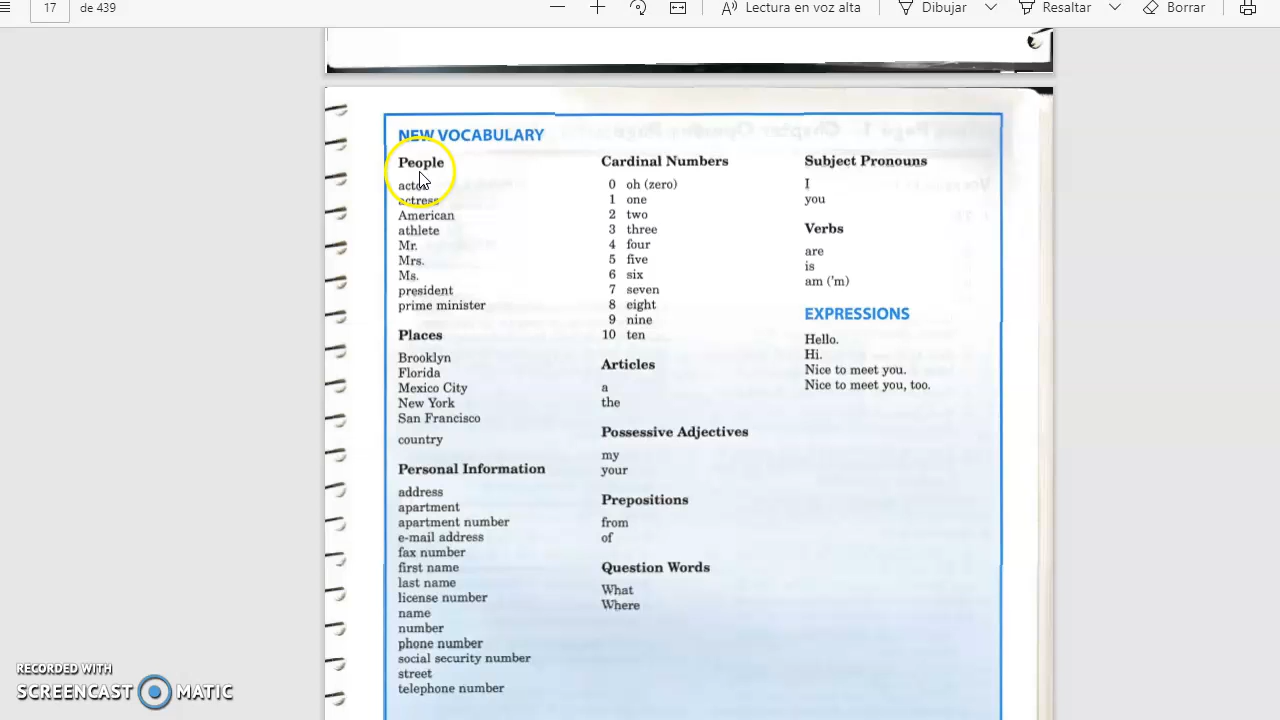 17 de 439 Lectura en voz alta Dibujar Resaltar Borrar
NEW VOCABULARY
People
actor
actress
American
athlete
Mr.
Mrs.
Ms.
president
prime minister
Places
Brooklyn
Florida
Mexico City
New York
San Francisco
country
Personal Information
address
apartment
apartment number
e-mail address
fax number
first name
last name
license number
name
number
phone number
social security number
street
telephone number
Cardinal Numbers
0 oh (zero)
1 one
2 two
3 three
4 four
5 five
6 six
7 seven
8 eight
9 nine
10 ten
Articles
a
the
Possessive Adjectives
my
your
Prepositions
from
of
Question Words
What
Where
Subject Pronouns
I
you
Verbs
are
is
am ('m)
EXPRESSIONS
Hello.
Hi.
Nice to meet you.
Nice to meet you, too.
RECORDED WITH
SCREENCAST MATIC